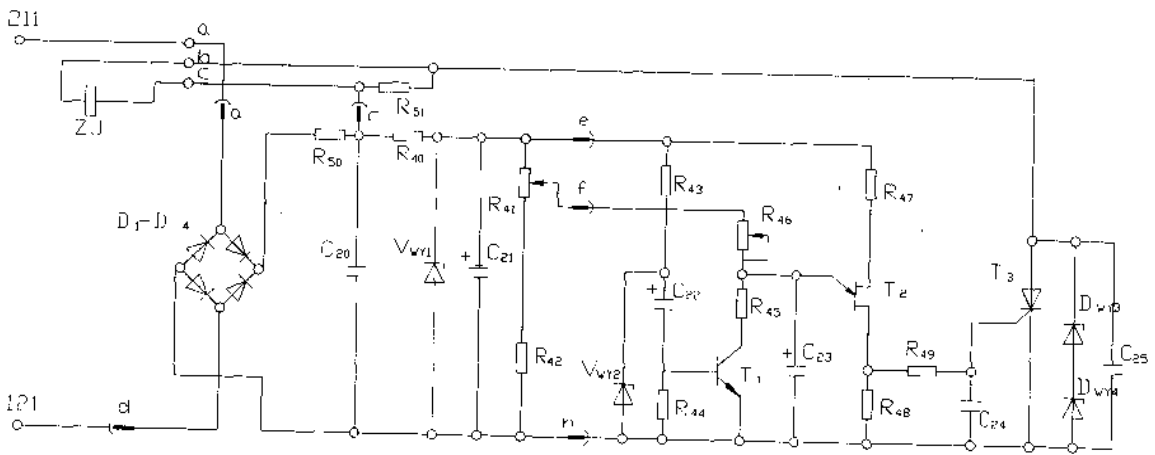 211
a
b
c
ZJ
a
c
R51
R50
R40
e
f
R41
R43
R46
R47
D1-D4
C20
VWY1
C21
C22
R45
T2
T3
DWY3
R42
VWY2
T1
C23
R49
C25
R44
R48
C24
DWY4
121
d
n